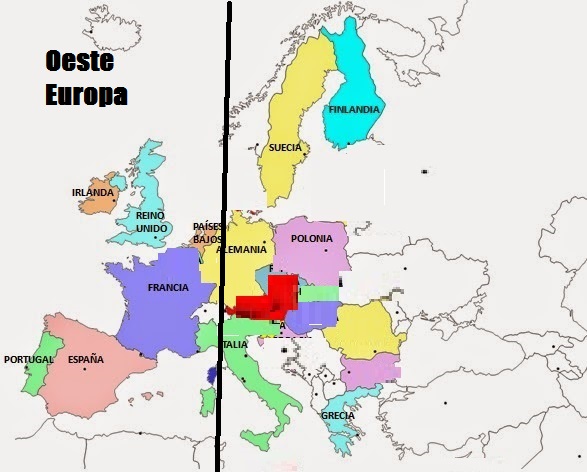 Oeste
Europa
FINLANDIA
SUECIA
IRLANDA
REINO
UNIDO
PAÍSES
BAJOS
ALEMANIA
POLONIA
FRANCIA
ITALIA
PORTUGAL
ESPAÑA
GRECIA